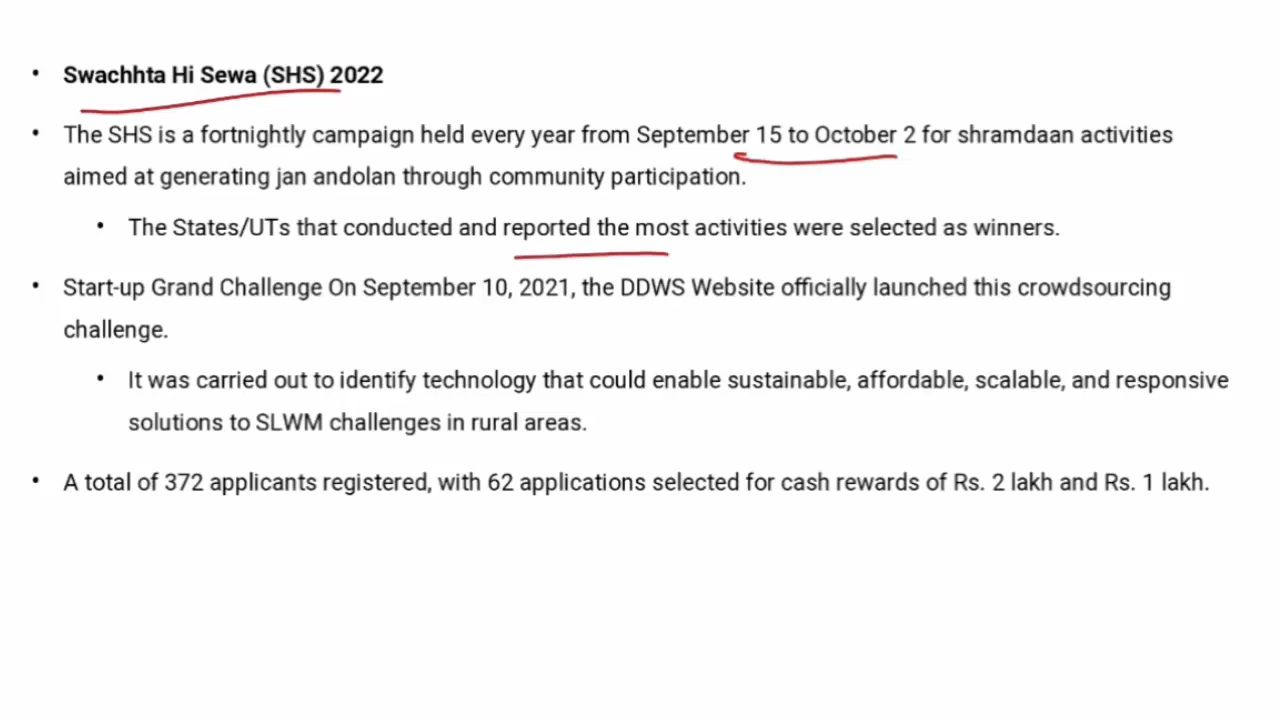 • Swachhta Hi Sewa (SHS) 2022
• The SHS is a fortnightly campaign held every year from September 15 to October 2 for shramdaan activities
aimed at generating jan andolan through community participation.
• The States/UTs that conducted and reported the most activities were selected as winners.
• Start-up Grand Challenge On September 10, 2021, the DDWS Website officially launched this crowdsourcing
challenge.
• It was carried out to identify technology that could enable sustainable, affordable, scalable, and responsive
solutions to SLWM challenges in rural areas.
• A total of 372 applicants registered, with 62 applications selected for cash rewards of Rs. 2 lakh and Rs. 1 lakh.